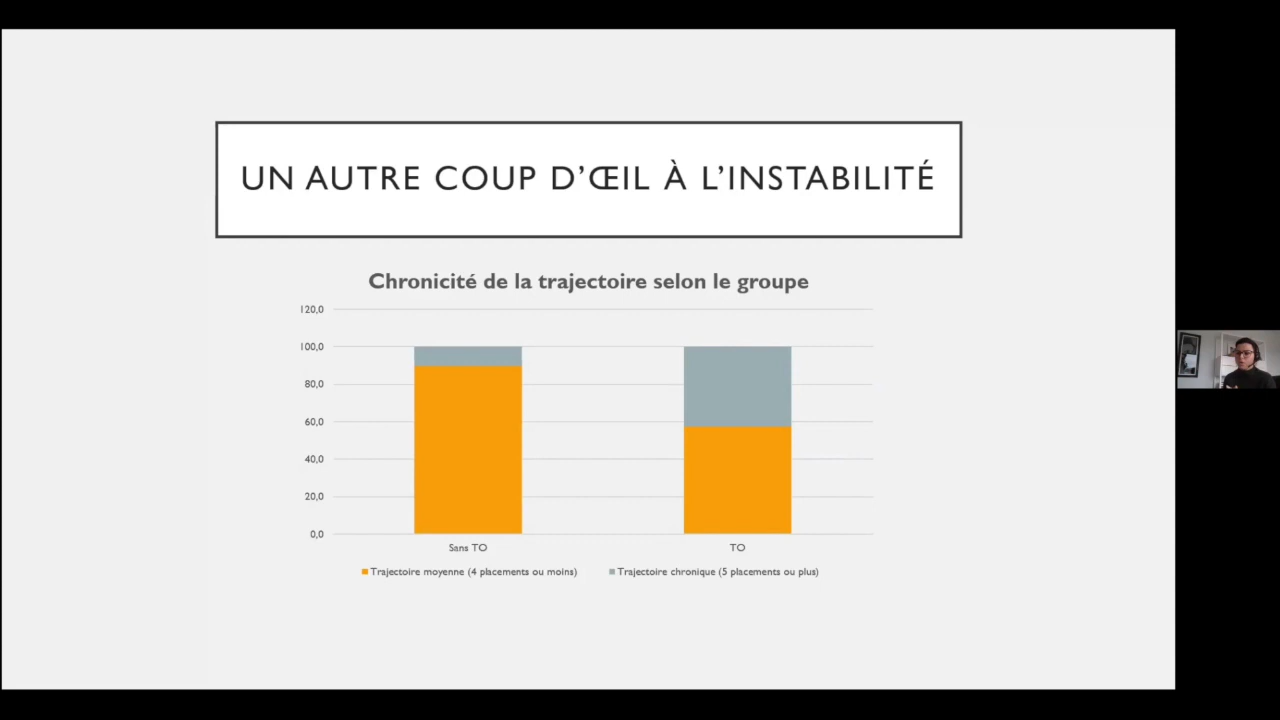 UN AUTRE COUP D’ŒIL À L’INSTABILITÉ
Chronicité de la trajectoire selon le groupe
120,0
100,0
80,0
60,0
40,0
20,0
0,0
Sans TO
TO
Trajectoire moyenne (4 placements ou moins)
Trajectoire chronique (5 placements ou plus)